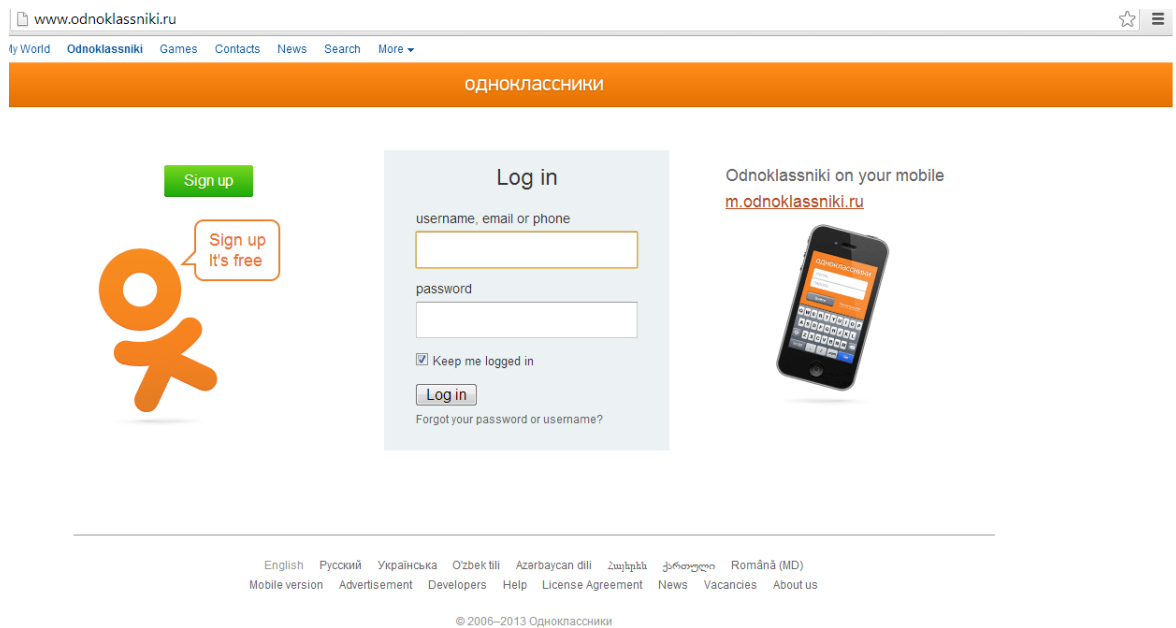 www.odnoklassniki.ru
My World Odnoklassniki Games Contacts News Search More
одноклассники
Sign up
Sign up
It's free
Log in
username, email or phone
password
Keep me logged in
Log in
Forgot your password or username?
Odnoklassniki on your mobile
m.odnoklassniki.ru
одноклассники
English Русский Українська O'zbek tili Azərbaycan dili Հայերեն ქართული Română (MD)
Mobile version Advertisement Developers Help License Agreement News Vacancies About us
© 2006–2013 Одноклассники